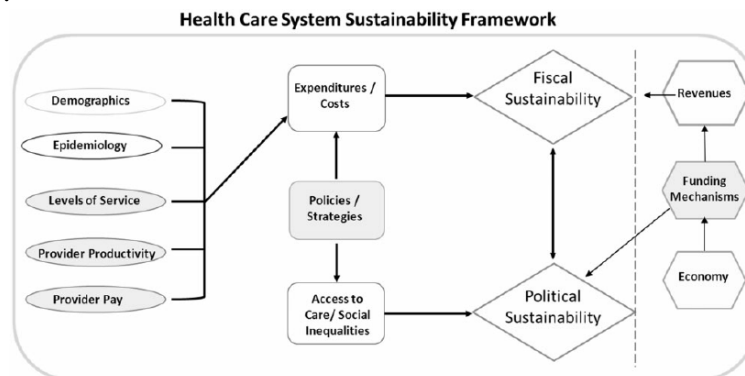 Health Care System Sustainability Framework
Demographics
Epidemiology
Levels of Service
Provider Productivity
Provider Pay
Expenditures /
Costs
Policies /
Strategies
Access to
Care/ Social
Inequalities
Fiscal
Sustainability
Political
Sustainability
Revenues
Funding
Mechanisms
Economy